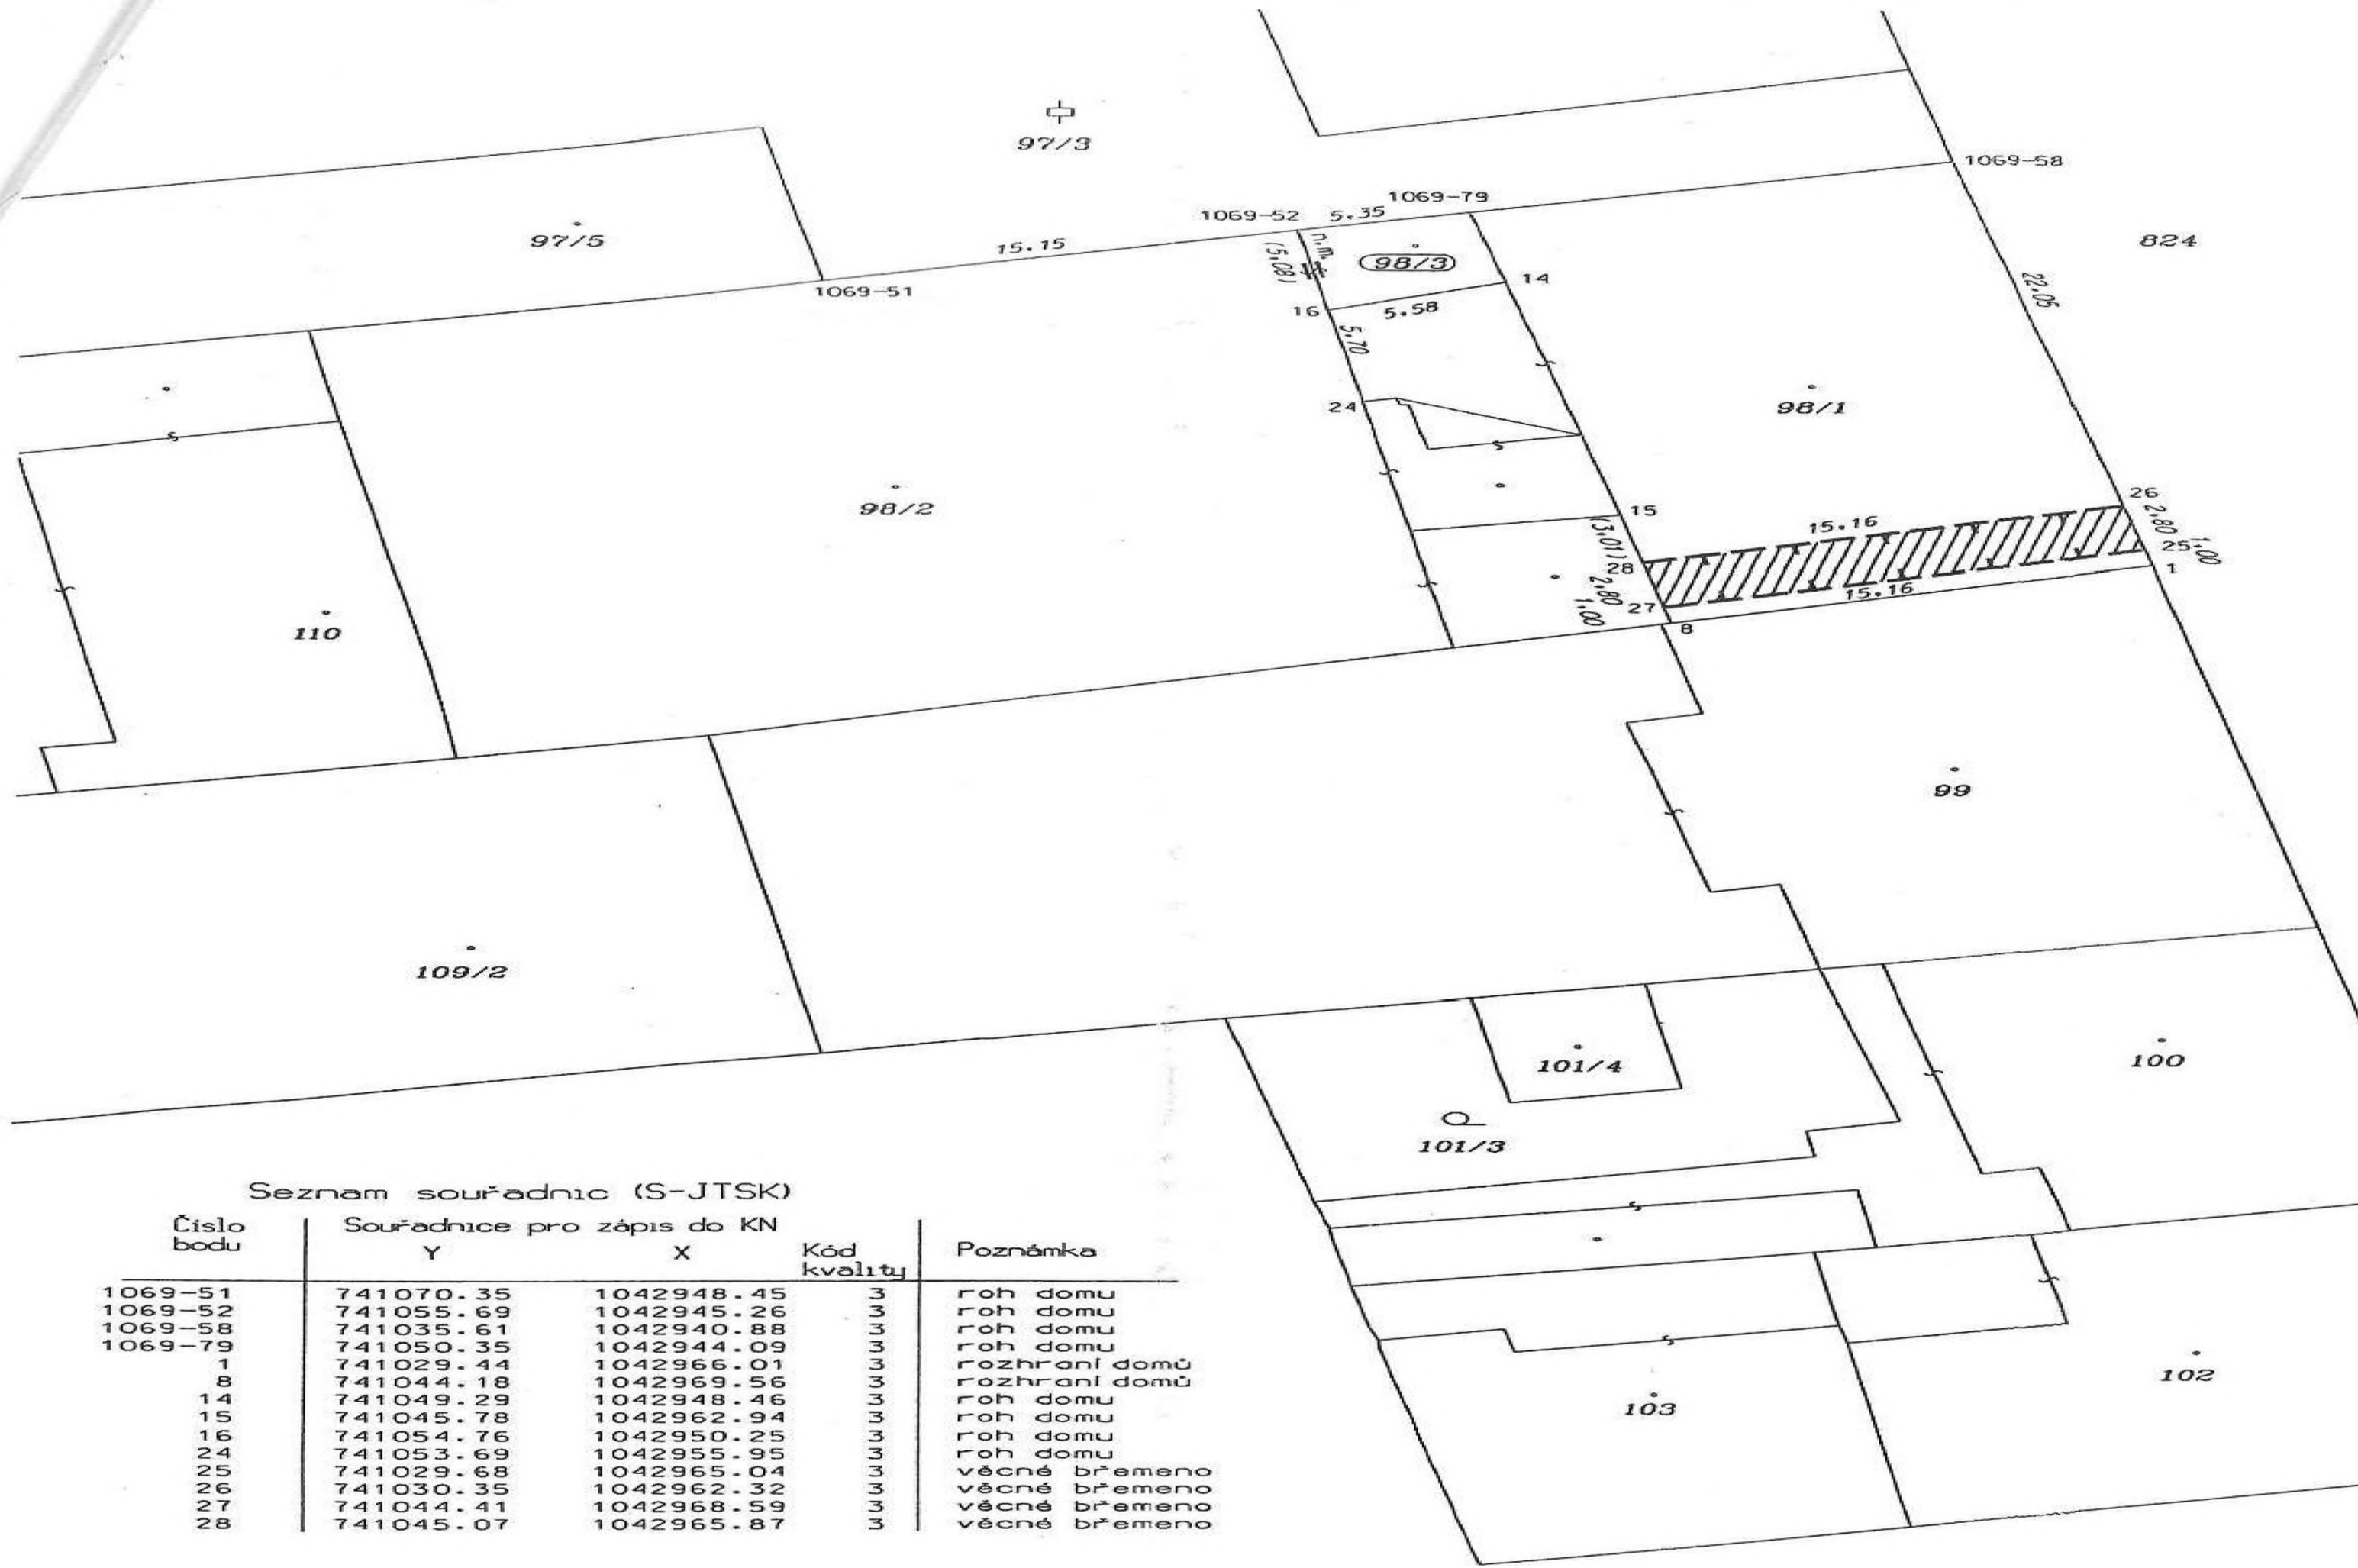 97/3
1069-58
1069-79
1069-52 5.35
97/5
15.15
n.m.
(5.08)
98/3
824
14
22.05
1069-51
16
5.58
5.70
24
98/1
26
98/2
15
15.16
2.80
(3.01)
25
1.00
28
1
2.80
15.16
27
1.00
8
110
99
109/2
101/4
100
101/3
Seznam souřadnic (S-JTSK)
Číslo bodu Souřadnice pro zápis do KN
Y X Kód kvality Poznámka
1069-51 741070.35 1042948.45 3 roh domu
1069-52 741055.69 1042945.26 3 roh domu
1069-58 741035.61 1042940.88 3 roh domu
1069-79 741050.35 1042944.09 3 roh domu
1 741029.44 1042966.01 3 rozhraní domů
8 741044.18 1042969.56 3 rozhraní domů
14 741049.29 1042948.46 3 roh domu
15 741045.78 1042962.94 3 roh domu
16 741054.76 1042950.25 3 roh domu
24 741053.69 1042955.95 3 roh domu
25 741029.68 1042965.04 3 věcné břemeno
26 741030.35 1042962.32 3 věcné břemeno
27 741044.41 1042968.59 3 věcné břemeno
28 741045.07 1042965.87 3 věcné břemeno
102
103